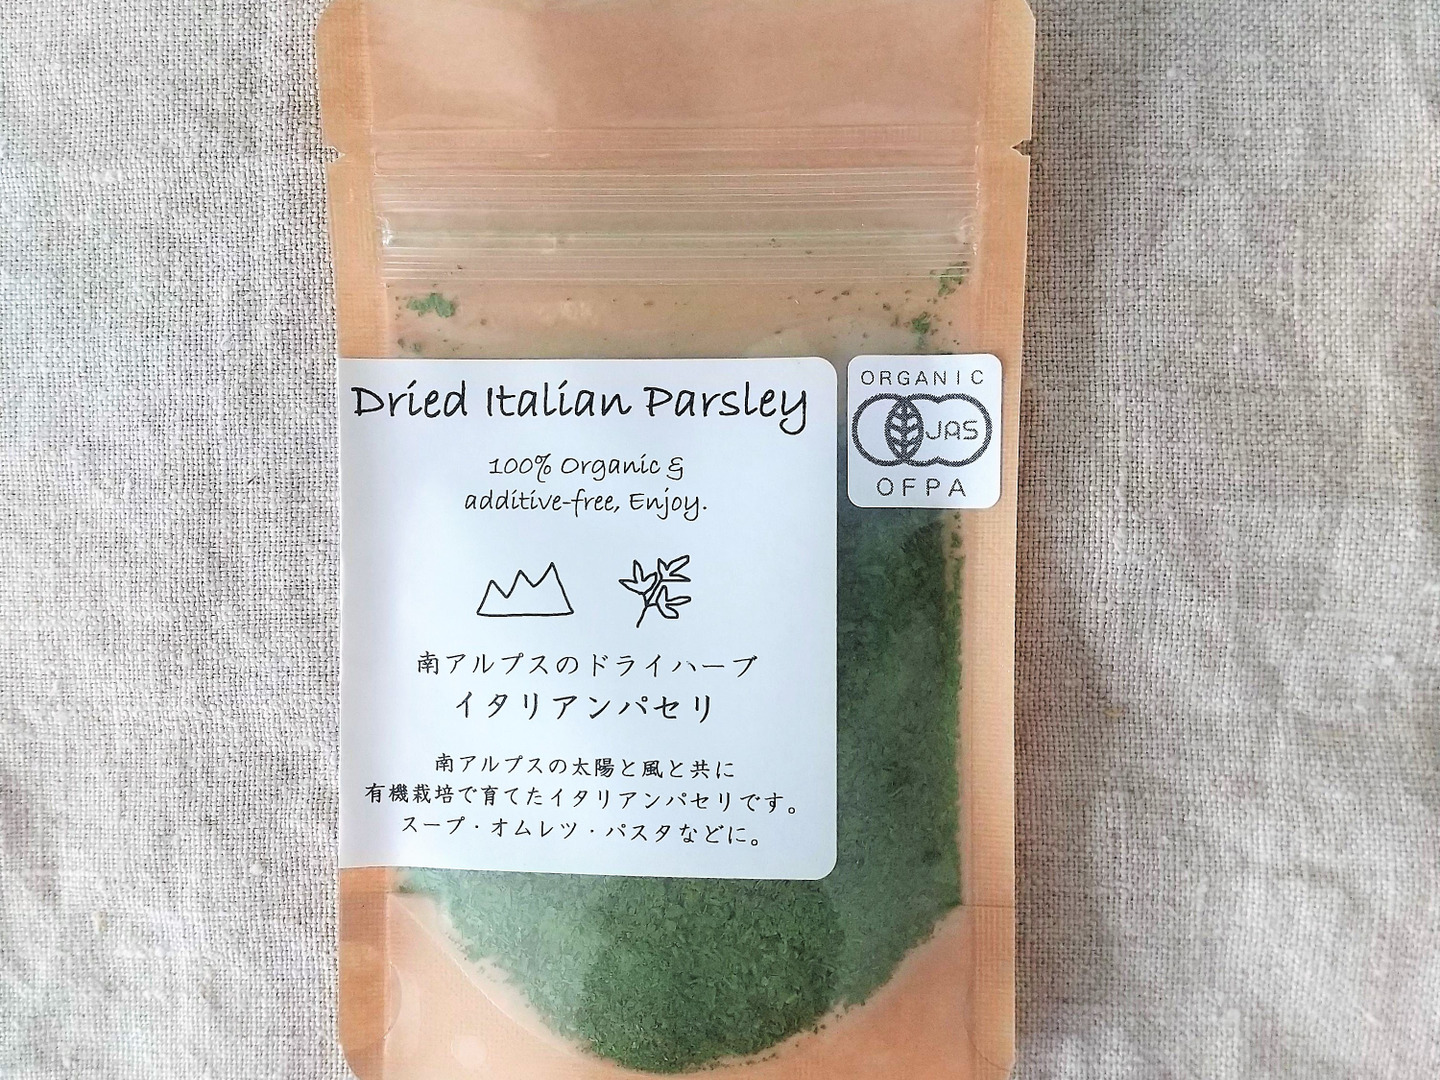 Dried Italian Parsley
100% Organic &
additive-free, Enjoy.
南アルプスのドライハーブ
イタリアンパセリ
南アルプスの太陽と風と共に
有機栽培で育てたイタリアンパセリです。
スープ・オムレツ・パスタなどに。
ORGANIC
JAS
OFPA